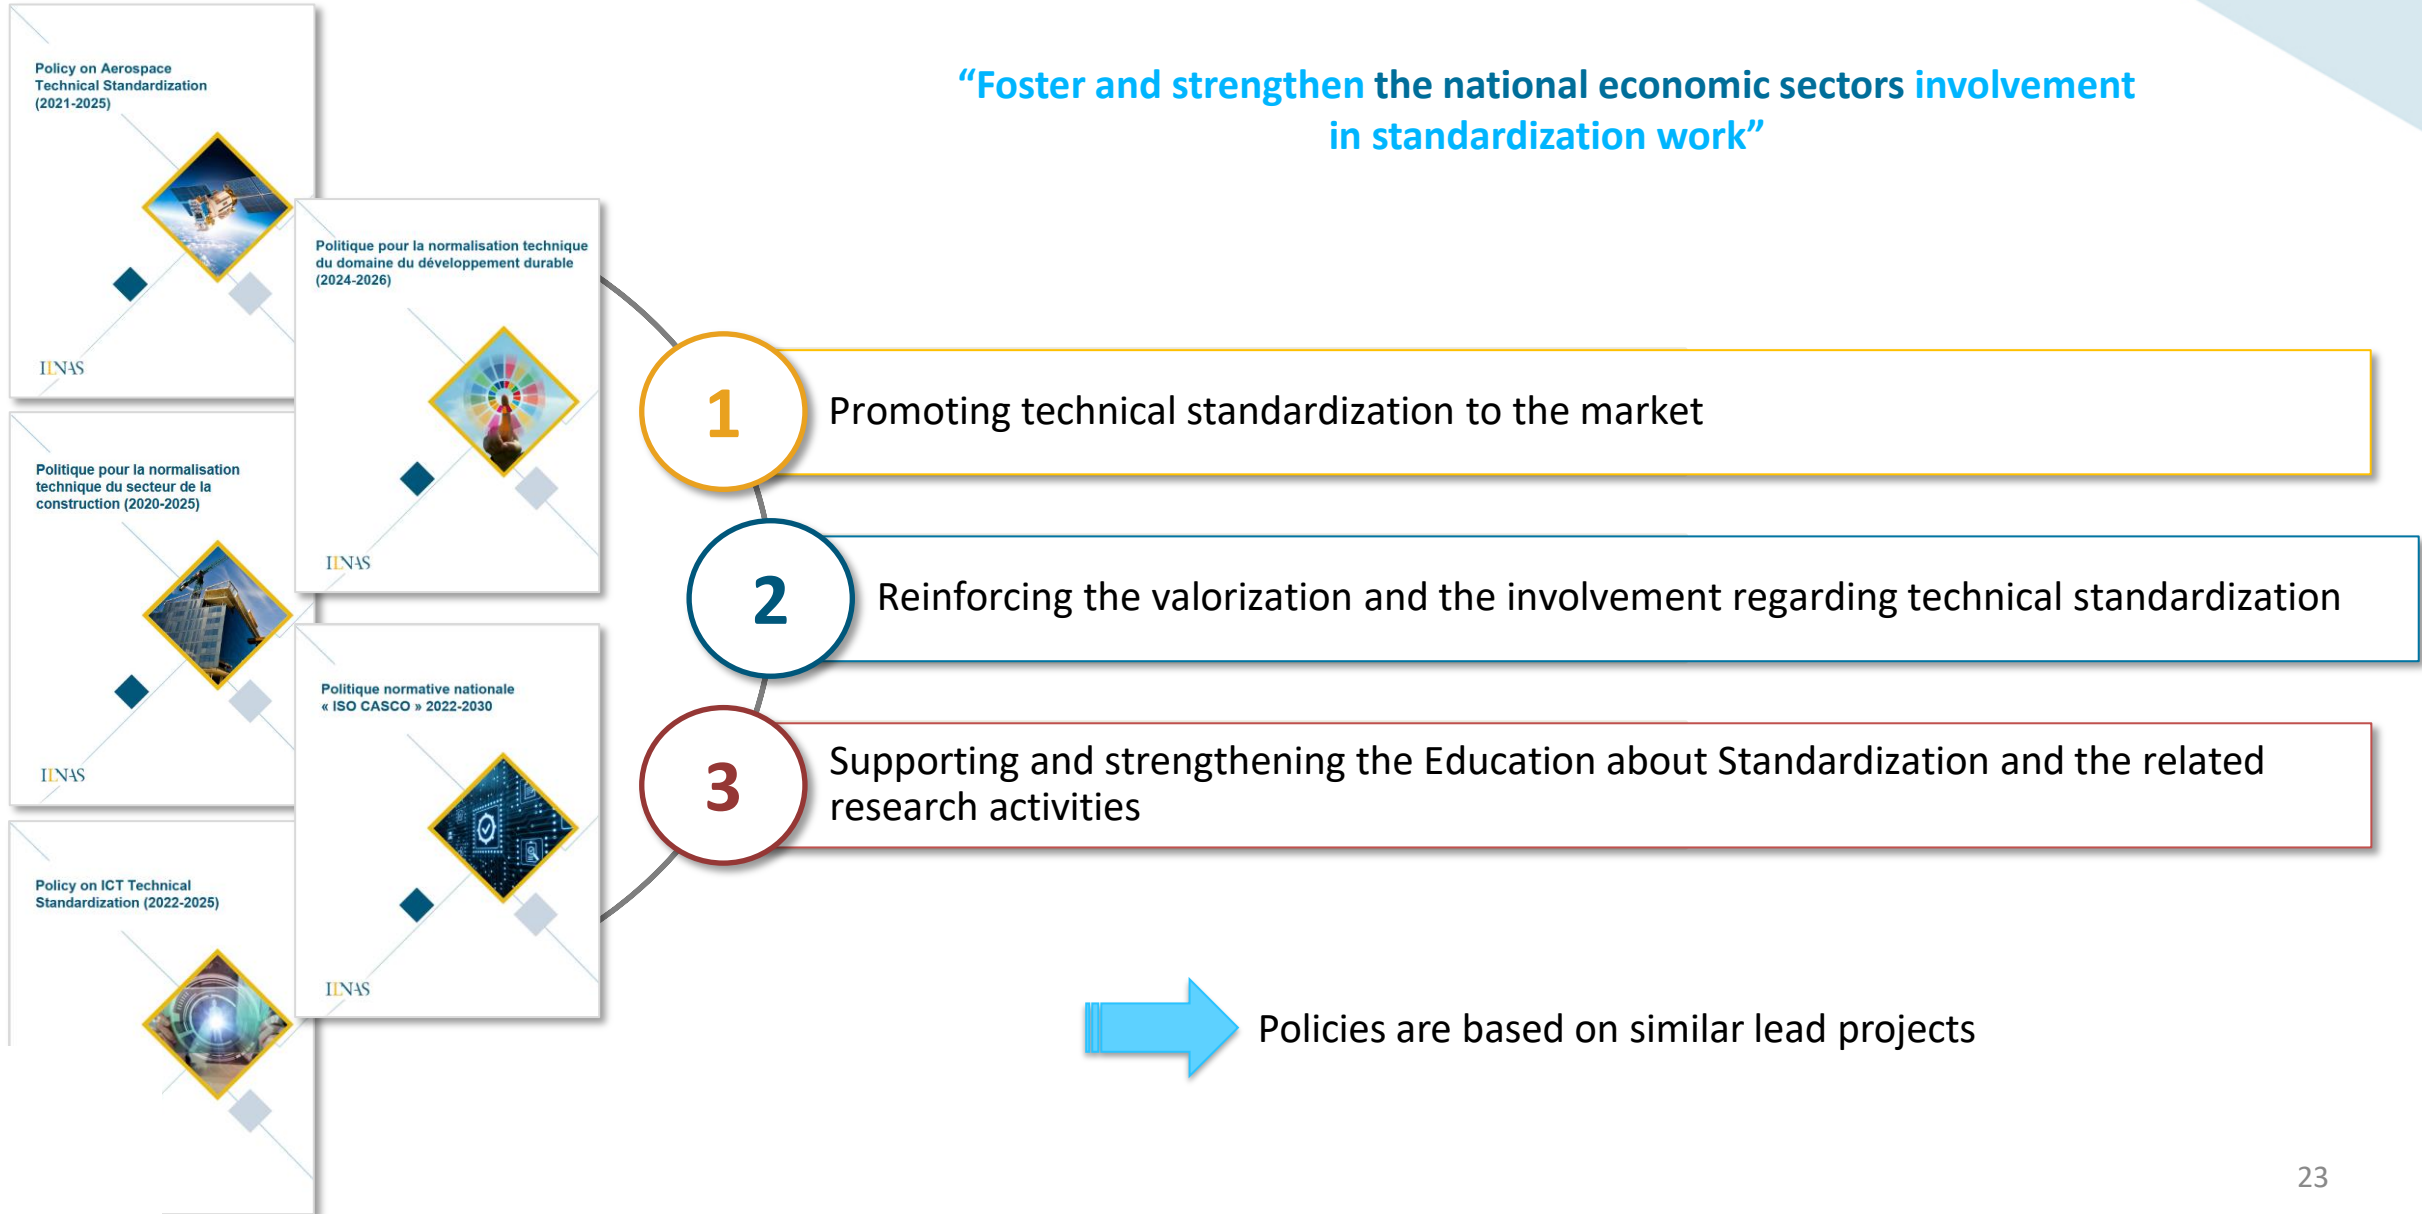 Policy on Aerospace
Technical Standardization
(2021-2025)
ILNAS
Politique pour la normalisation technique
du domaine du développement durable
(2024-2026)
ILNAS
Politique pour la normalisation
technique du secteur de la
construction (2020-2025)
ILNAS
Politique normative nationale
« ISO CASCO » 2022-2030
ILNAS
Policy on ICT Technical
Standardization (2022-2025)
“Foster and strengthen the national economic sectors involvement
in standardization work”
1
Promoting technical standardization to the market
2
Reinforcing the valorization and the involvement regarding technical standardization
3
Supporting and strengthening the Education about Standardization and the related
research activities
Policies are based on similar lead projects
23